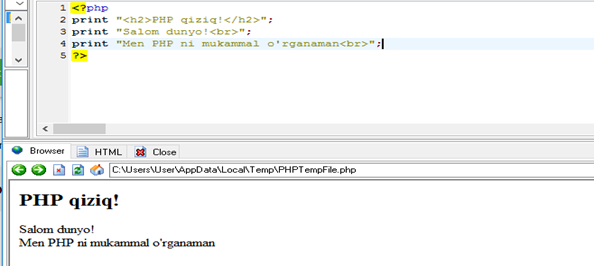 1 <?php
2 print "<h2>PHP qiziq!</h2>";
3 print "Salom dunyo!<br>";
4 print "Men PHP ni mukammal o'rganaman<br>";
5 ?>
Browser HTML Close
C:\Users\User\AppData\Local\Temp\PHPTempFile.php
PHP qiziq!
Salom dunyo!
Men PHP ni mukammal o'rganaman